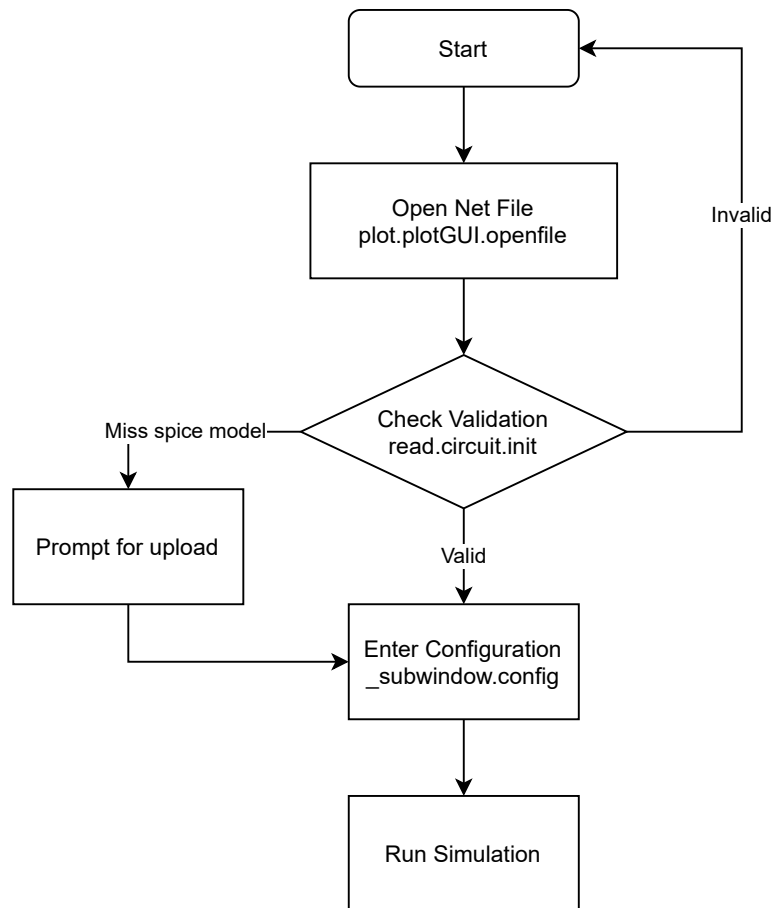 Start
Open Net File
plot.plotGUI.openfile
Invalid
Check Validation
read.circuit.init
Miss spice model
Prompt for upload
Valid
Enter Configuration
_subwindow.config
Run Simulation